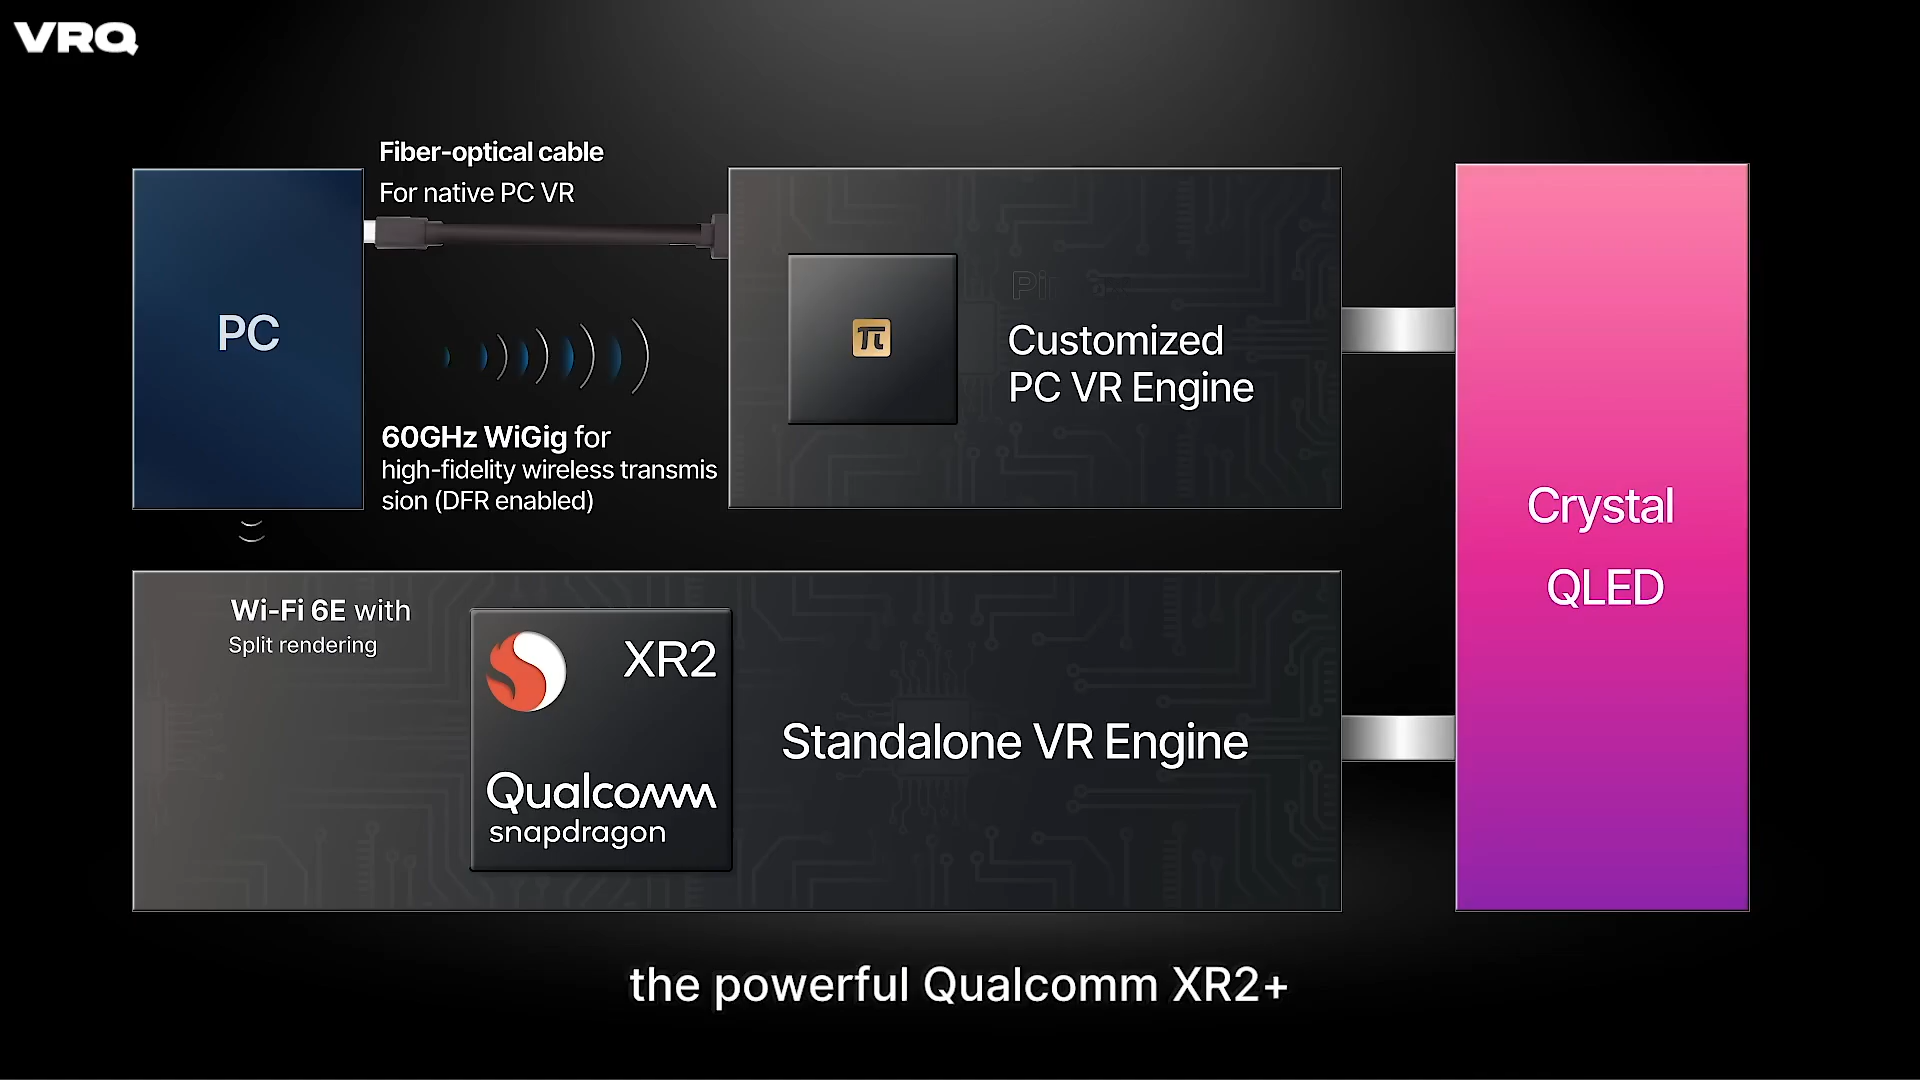 VRQ
Fiber-optical cable
For native PC VR
PC
60GHz WiGig for
high-fidelity wireless transmis
sion (DFR enabled)
Customized
PC VR Engine
Wi-Fi 6E with
Split rendering
XR2
Qualcomm
snapdragon
Standalone VR Engine
Crystal
QLED
the powerful Qualcomm XR2+